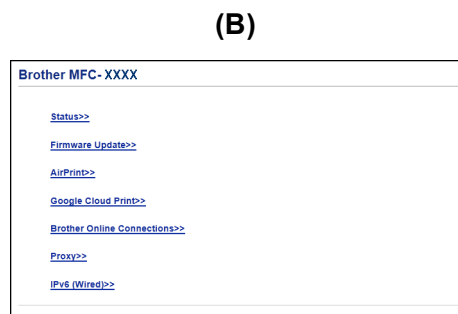 (B)
Brother MFC- XXXX
Status>>
Firmware Update>>
AirPrint>>
Google Cloud Print>>
Brother Online Connections>>
Proxy>>
IPv6 (Wired)>>